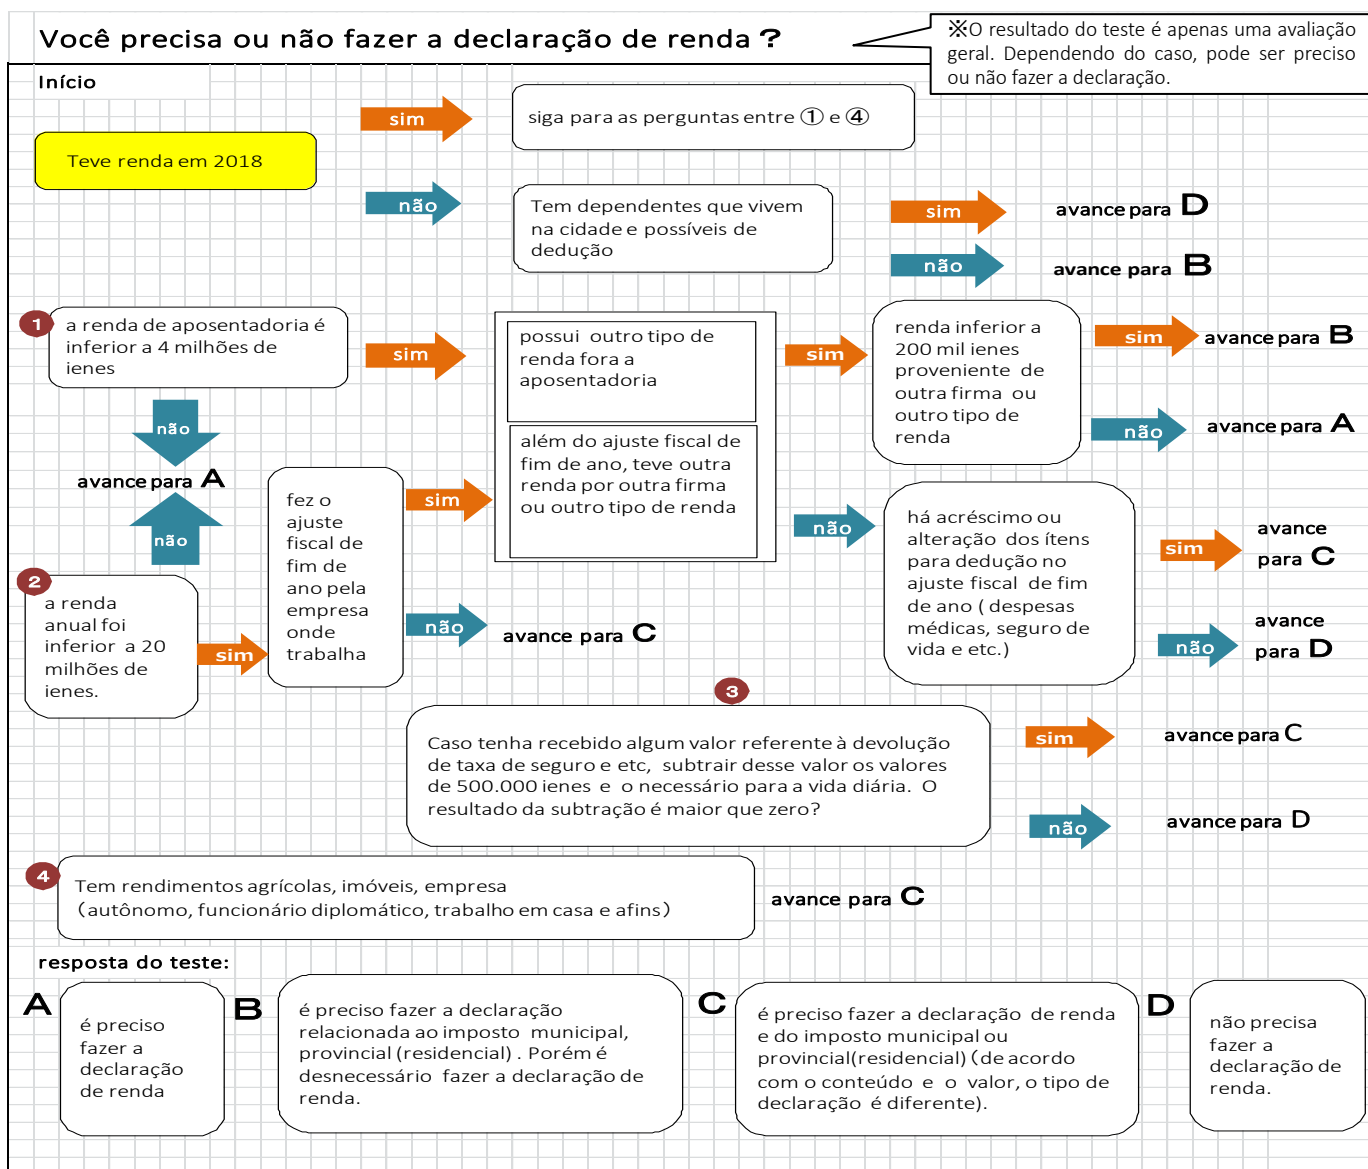 Você precisa ou não fazer a declaração de renda ?
※O resultado do teste é apenas uma avaliação
geral. Dependendo do caso, pode ser preciso
ou não fazer a declaração.
Início
Teve renda em 2018
sim
siga para as perguntas entre ① e ④
não
Tem dependentes que vivem
na cidade e possíveis de
dedução
sim
avance para D
não
avance para B
1
a renda de aposentadoria é
inferior a 4 milhões de
ienes
sim
não
avance para A
possui outro tipo de
renda fora a
aposentadoria
além do ajuste fiscal de
fim de ano, teve outra
renda por outra firma
ou outro tipo de renda
sim
renda inferior a
200 mil ienes
proveniente de
outra firma ou
outro tipo de
renda
sim
avance para B
não
avance para A
não
há acréscimo ou
alteração dos ítens
para dedução no
ajuste fiscal de fim
de ano ( despesas
médicas, seguro de
vida e etc.)
sim
avance
para C
não
avance
para D
2
a renda
anual foi
inferior a 20
milhões de
ienes.
não
sim
fez o
ajuste
fiscal de
fim de
ano pela
empresa
onde
trabalha
sim
não
avance para C
3
Caso tenha recebido algum valor referente à devolução
de taxa de seguro e etc, subtrair desse valor os valores
de 500.000 ienes e o necessário para a vida diária. O
resultado da subtração é maior que zero?
sim
avance para C
não
avance para D
4
Tem rendimentos agrícolas, imóveis, empresa
(autônomo, funcionário diplomático, trabalho em casa e afins)
avance para C
resposta do teste:
A
é preciso
fazer a
declaração
de renda
B
é preciso fazer a declaração
relacionada ao imposto municipal,
provincial (residencial) . Porém é
desnecessário fazer a declaração de
renda.
C
é preciso fazer a declaração de renda
e do imposto municipal ou
provincial(residencial) (de acordo
com o conteúdo e o valor, o tipo de
declaração é diferente).
D
não precisa
fazer a
declaração de
renda.